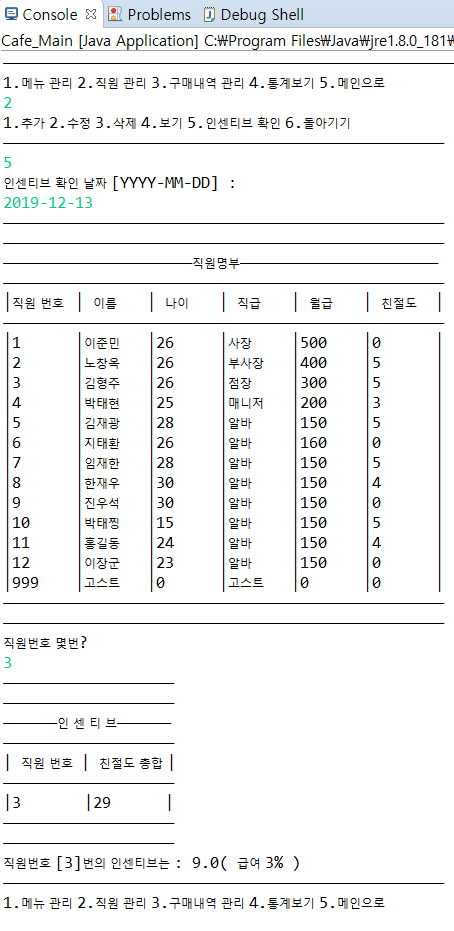 Console Problems Debug Shell
Cafe_Main [Java Application] C:₩Program Files₩Java₩jre1.8.0_181₩
1.메뉴 관리 2.직원 관리 3.구매내역 관리 4.통계보기 5.메인으로
2
1.추가 2.수정 3.삭제 4.보기 5.인센티브 확인 6.돌아기기
5
인센티브 확인 날짜 [YYYY-MM-DD] :
2019-12-13
직원명부
|직원 번호 | 이름 | 나이 | 직급 | 월급 | 친절도 |
|1 |이준민 |26 |사장 |500 |0 |
|2 |노창욱 |26 |부사장 |400 |5 |
|3 |김형주 |26 |점장 |300 |5 |
|4 |박태현 |25 |매니저 |200 |3 |
|5 |김재광 |28 |알바 |150 |5 |
|6 |지태환 |26 |알바 |160 |0 |
|7 |임재한 |28 |알바 |150 |5 |
|8 |한재우 |30 |알바 |150 |4 |
|9 |진우석 |30 |알바 |150 |0 |
|10 |박태찡 |15 |알바 |150 |5 |
|11 |홍길동 |24 |알바 |150 |4 |
|12 |이장군 |23 |알바 |150 |0 |
|999 |고스트 |0 |고스트 |0 |0 |
직원번호 몇번?
3
인 센 티 브
| 직원 번호 | 친절도 총합 |
|3 |29 |
직원번호 [3]번의 인센티브는 : 9.0( 급여 3% )
1.메뉴 관리 2.직원 관리 3.구매내역 관리 4.통계보기 5.메인으로